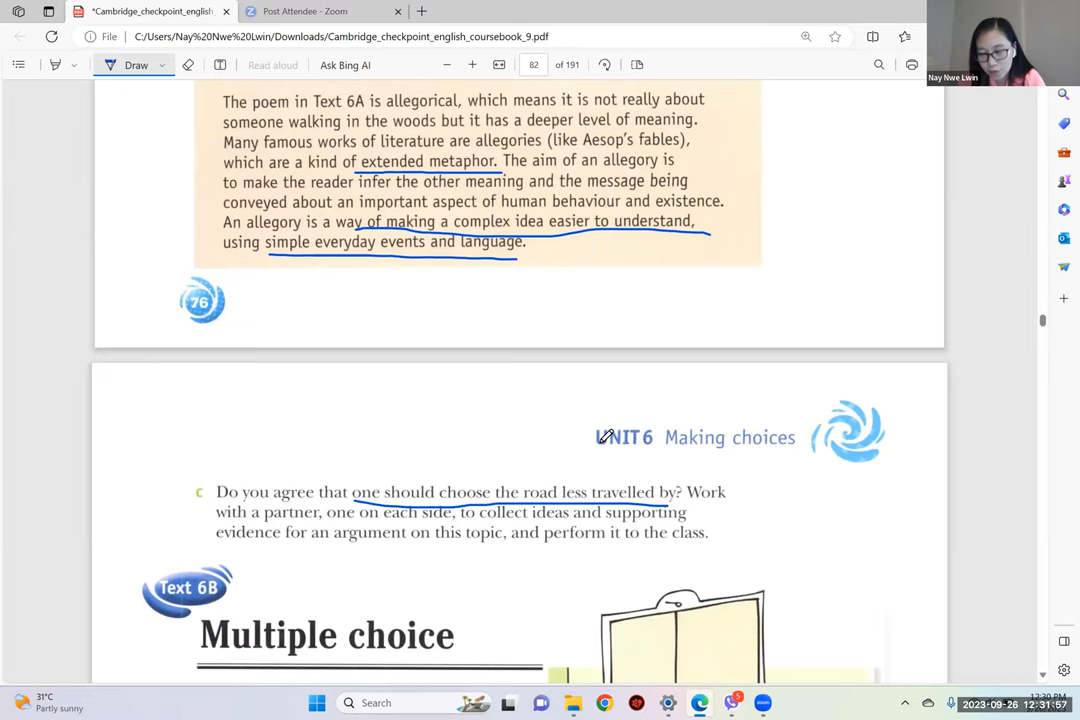 *Cambridge_checkpoint_english
Post Attendee - Zoom
File
C:/Users/Nay%20Nwe%20Lwin/Downloads/Cambridge_checkpoint_english_coursebook_9.pdf
Draw
Read aloud
Ask Bing AI
82 of 191
Nay Nwe Lwin
The poem in Text 6A is allegorical, which means it is not really about
someone walking in the woods but it has a deeper level of meaning.
Many famous works of literature are allegories (like Aesop's fables),
which are a kind of extended metaphor. The aim of an allegory is
to make the reader infer the other meaning and the message being
conveyed about an important aspect of human behaviour and existence.
An allegory is a way of making a complex idea easier to understand,
using simple everyday events and language.
76
UNIT 6 Making choices
c Do you agree that one should choose the road less travelled by? Work
with a partner, one on each side, to collect ideas and supporting
evidence for an argument on this topic, and perform it to the class.
Text 6B
Multiple choice
31°C
Partly sunny
Search
5
12:30 PM
2023-09-26 12:31:57